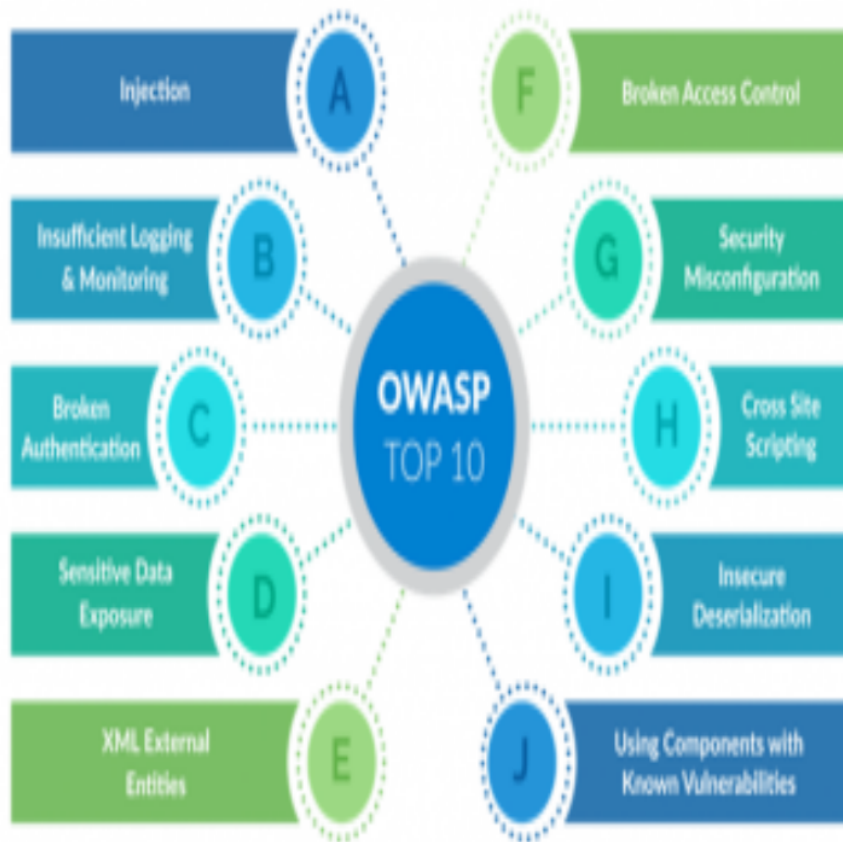 Injection
A
F
Broken Access Control
Insufficient Logging
& Monitoring
B
G
Security
Misconfiguration
Broken
Authentication
C
OWASP
TOP 10
H
Cross Site
Scripting
Sensitive Data
Exposure
D
I
Insecure
Deserialization
XML External
Entities
E
J
Using Components with
Known Vulnerabilities